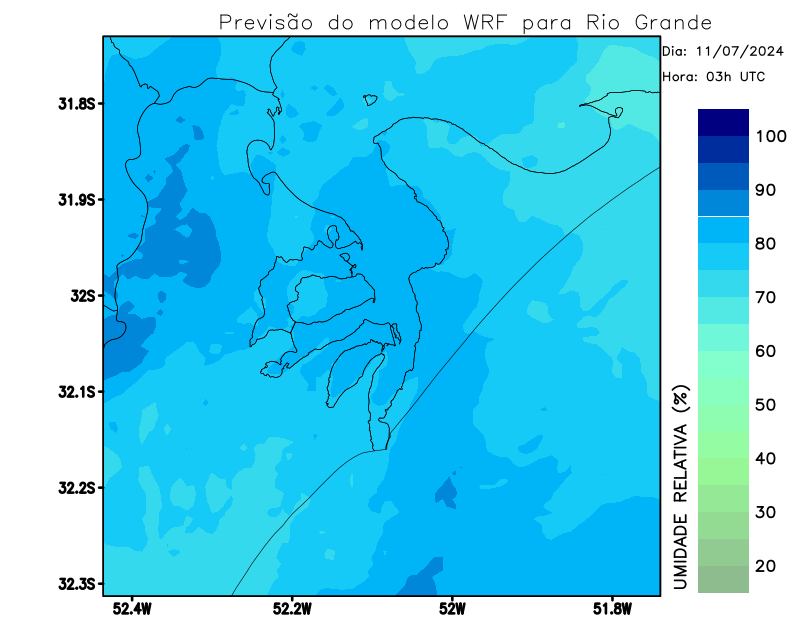 Previsão do modelo WRF para Rio Grande
Dia: 11/07/2024
Hora: 03h UTC
31.8S
31.9S
32S
32.1S
32.2S
32.3S
52.4W
52.2W
52W
51.8W
100
90
80
70
60
50
40
30
20
UMIDADE RELATIVA (%)